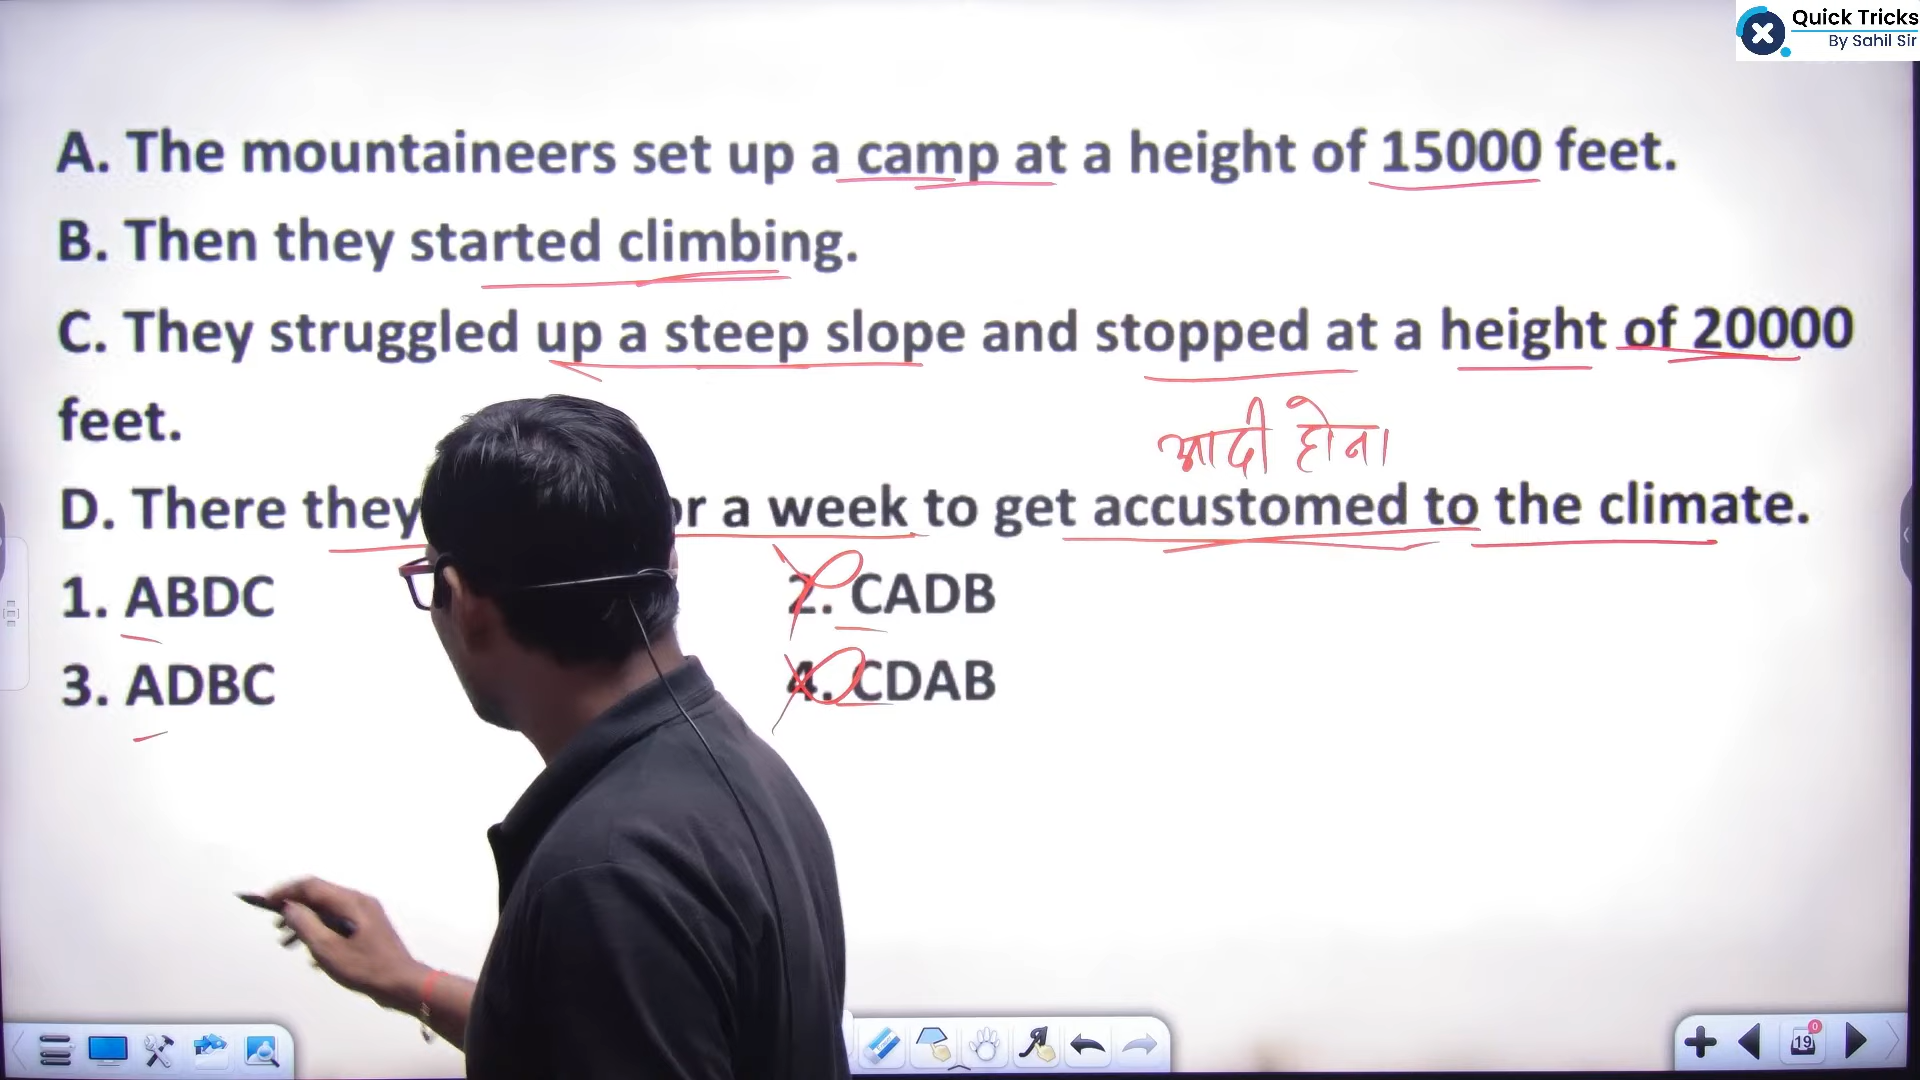 Quick Tricks
By Sahil Sir
A. The mountaineers set up a camp at a height of 15000 feet.
B. Then they started climbing.
C. They struggled up a steep slope and stopped at a height of 20000
feet.
आदी होना
D. There they a week to get accustomed to the climate.
1. ABDC 2. CADB
3. ADBC 4. CDAB
19
0